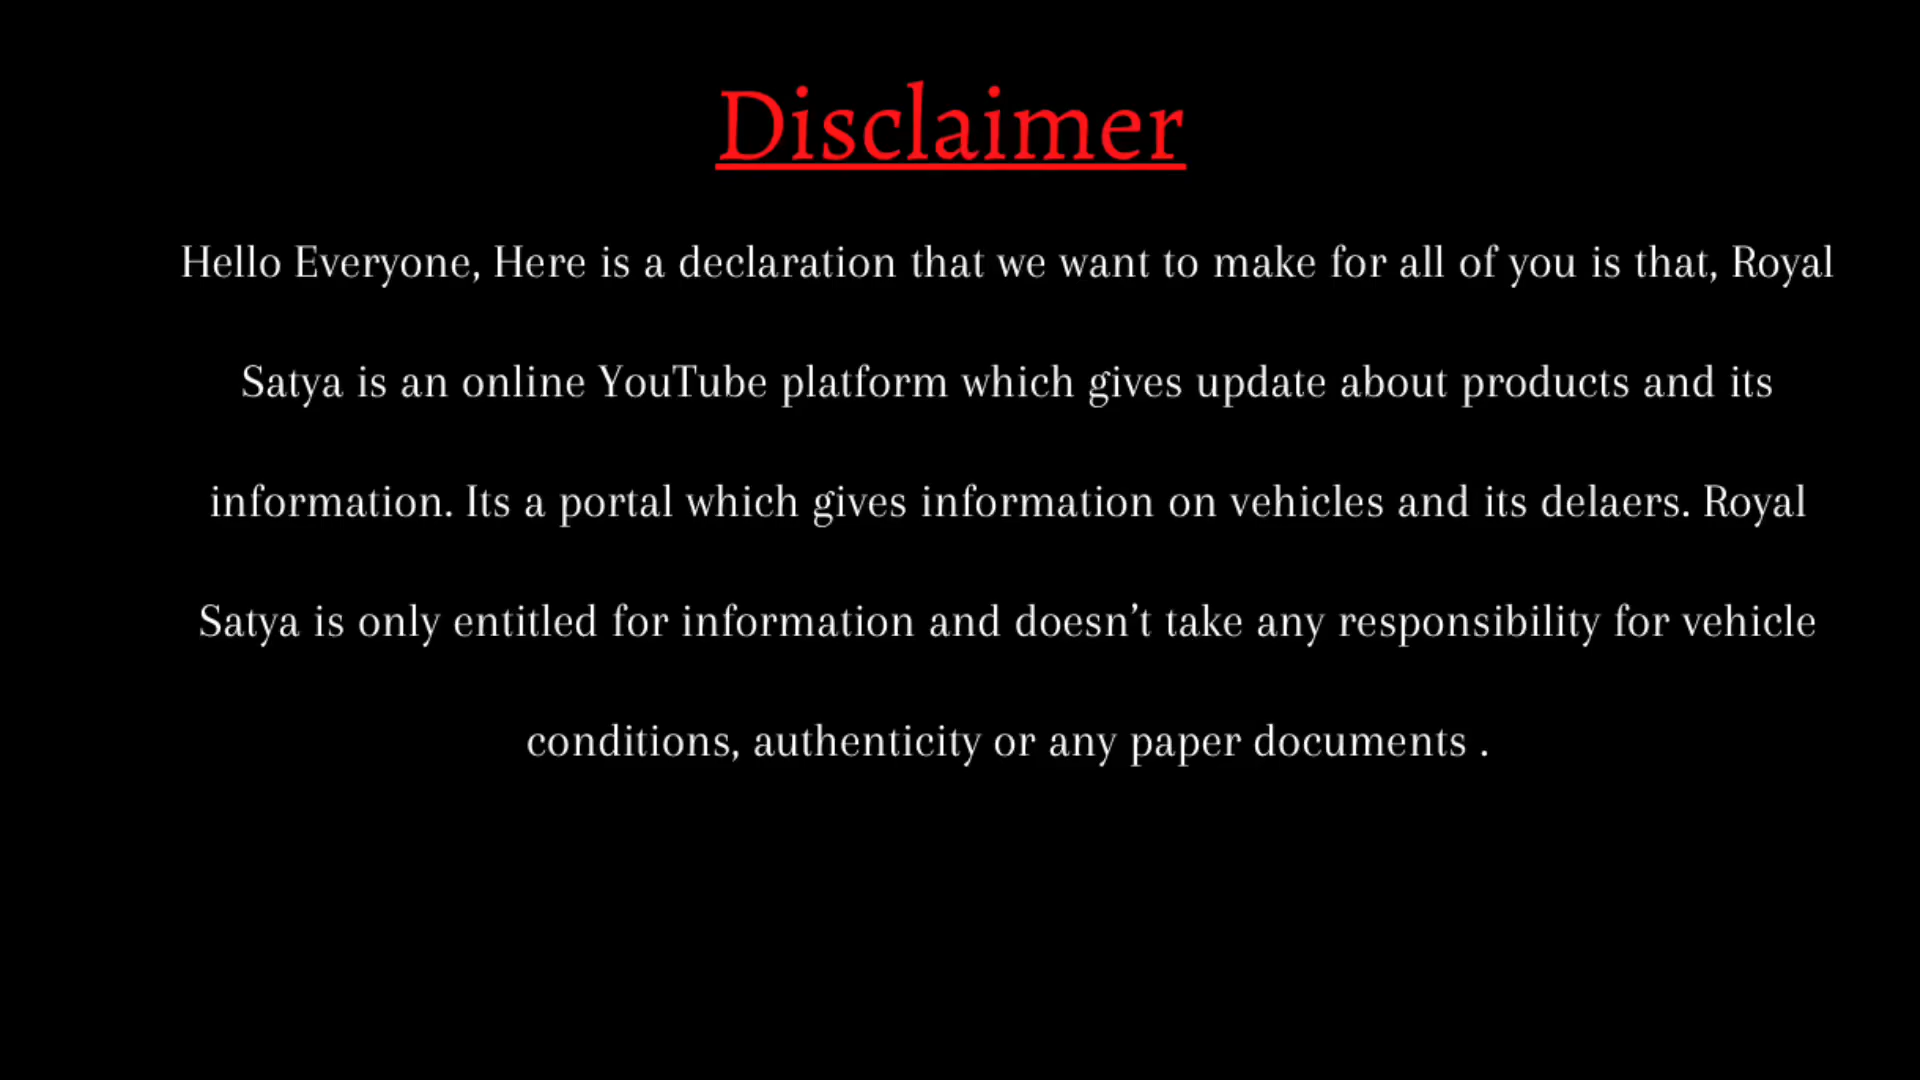 Disclaimer
Hello Everyone, Here is a declaration that we want to make for all of you is that, Royal
Satya is an online YouTube platform which gives update about products and its
information. Its a portal which gives information on vehicles and its delaers. Royal
Satya is only entitled for information and doesn’t take any responsibility for vehicle
conditions, authenticity or any paper documents .